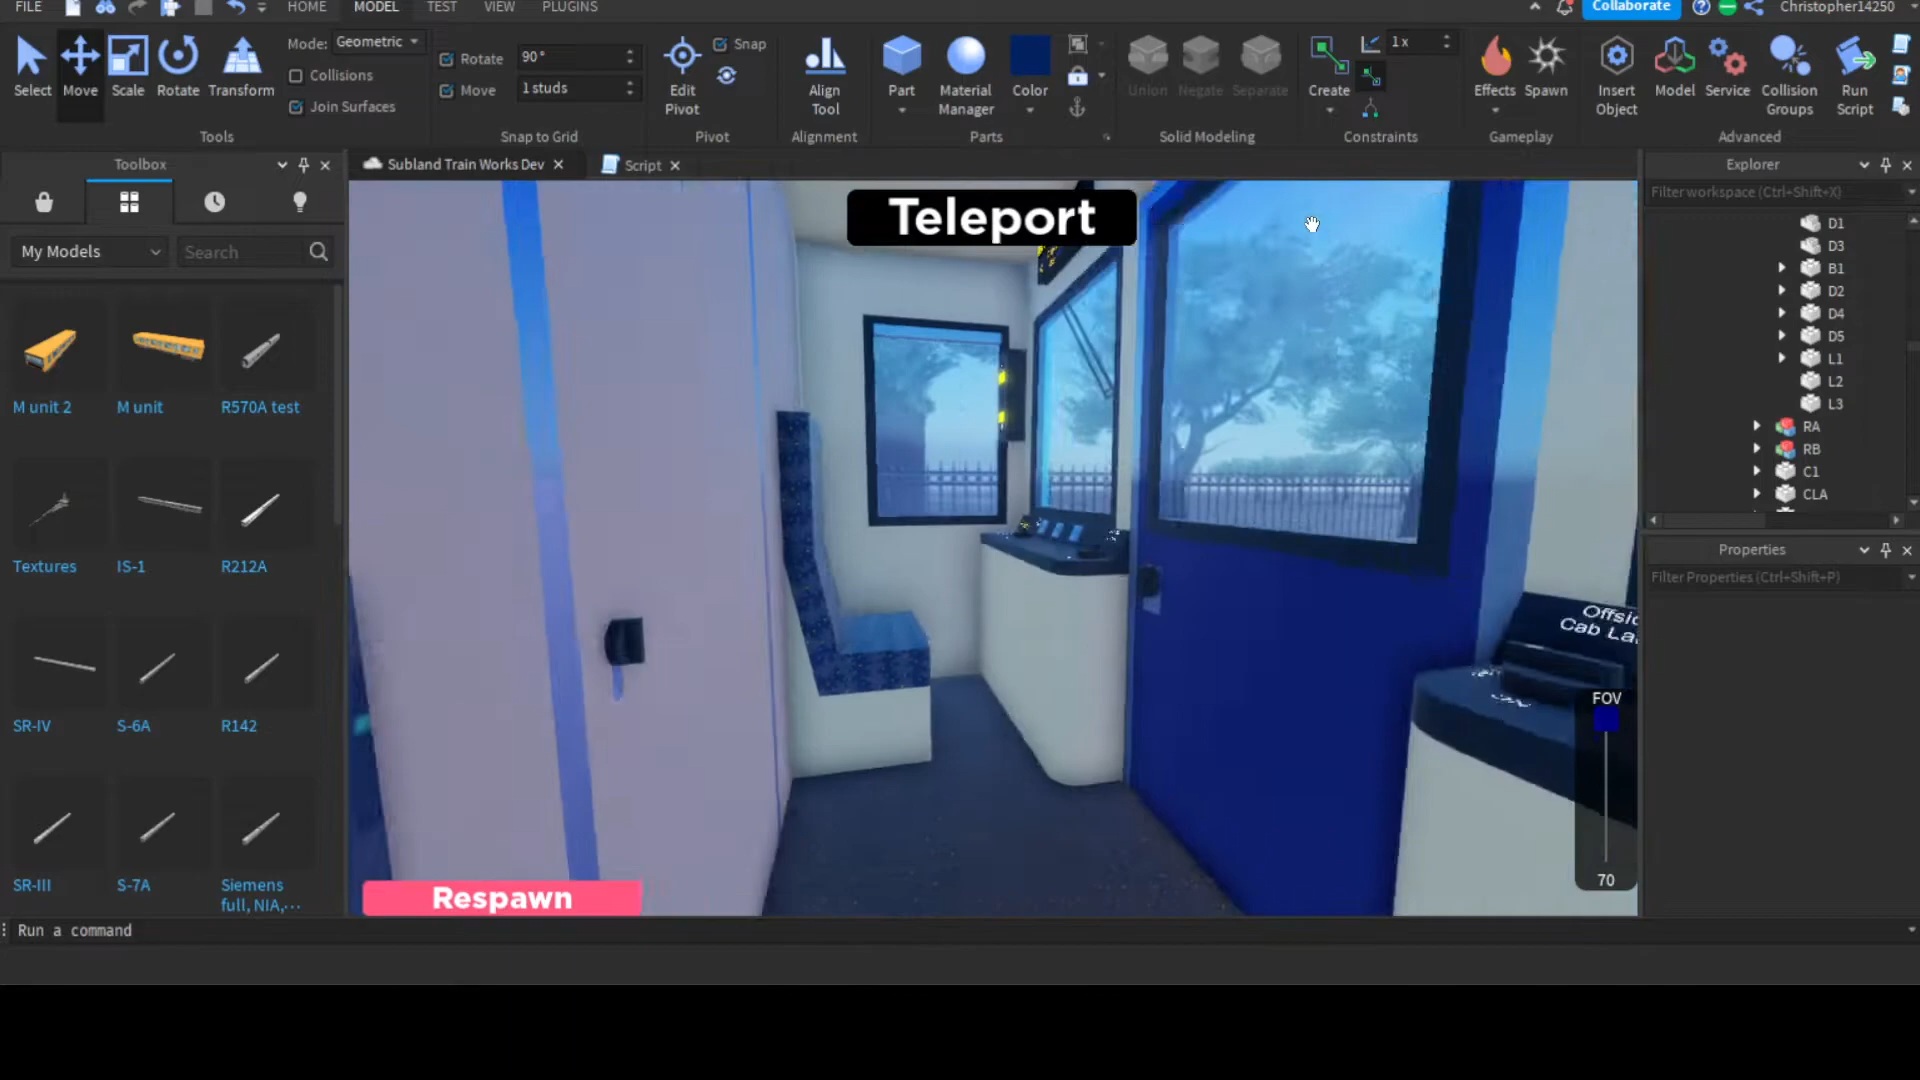 FILE
HOME
MODEL
TEST
VIEW
PLUGINS
Collaborate
Christopher14250
Select
Move
Scale
Rotate
Transform
Mode: Geometric
Collisions
Join Surfaces
Tools
Rotate 90°
Move 1 studs
Snap to Grid
Edit
Pivot
Snap
Pivot
Align
Tool
Alignment
Part
Material
Manager
Color
Parts
Union
Negate
Separate
Solid Modeling
Create
1x
Constraints
Effects
Spawn
Gameplay
Insert
Object
Model
Service
Collision
Groups
Run
Script
Advanced
Toolbox
Subland Train Works Dev
Script
My Models
Search
M unit 2
M unit
R570A test
Textures
IS-1
R212A
SR-IV
S-6A
R142
SR-III
S-7A
Siemens
full, NIA,...
Teleport
Offsi
Cab La
FOV
70
Respawn
Explorer
Filter workspace (Ctrl+Shift+X)
D1
D3
B1
D2
D4
D5
L1
L2
L3
RA
RB
C1
CLA
Properties
Filter Properties (Ctrl+Shift+P)
Run a command